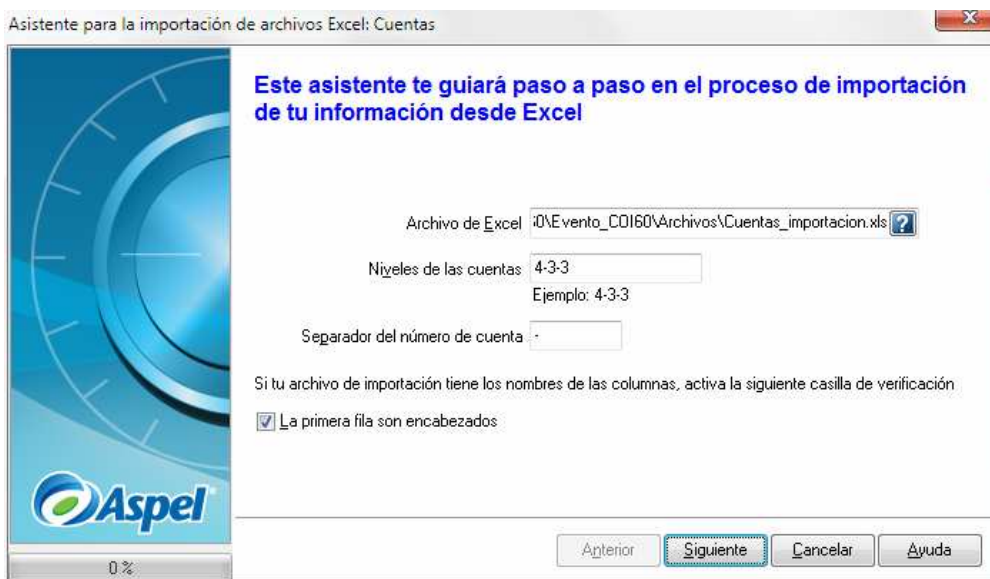 Asistente para la importación de archivos Excel: Cuentas
Este asistente te guiará paso a paso en el proceso de importación
de tu información desde Excel
Archivo de Excel i0\Evento_COI60\Archivos\Cuentas_importacion.xls ?
Niveles de las cuentas 4-3-3
Ejemplo: 4-3-3
Separador del número de cuenta -
Si tu archivo de importación tiene los nombres de las columnas, activa la siguiente casilla de verificación
La primera fila son encabezados
Aspel
0 %
Anterior Siguiente Cancelar Ayuda